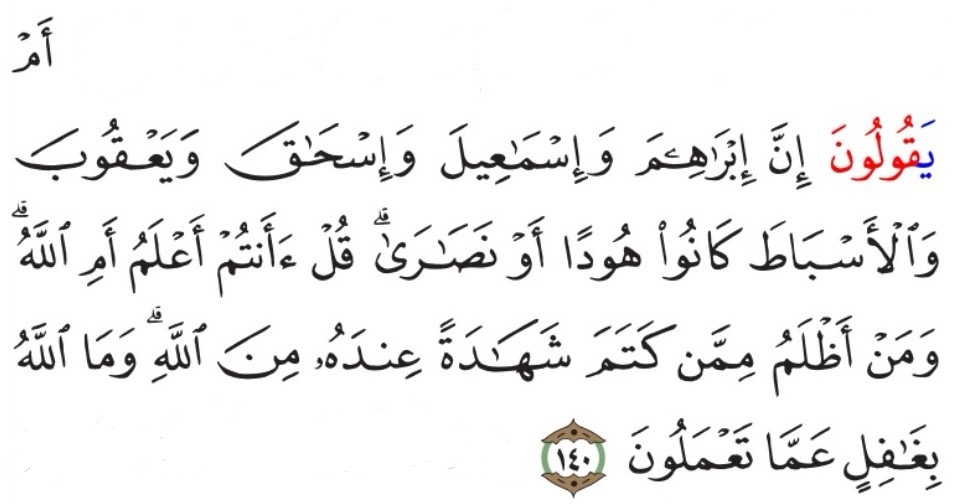 أَمۡ
يَقُولُونَ إِنَّ إِبۡرَٰهِـۧمَ وَإِسۡمَٰعِيلَ وَإِسۡحَٰقَ وَيَعۡقُوبَ
وَٱلۡأَسۡبَاطَ كَانُواْ هُودًا أَوۡ نَصَٰرَىٰۗ قُلۡ ءَأَنتُمۡ أَعۡلَمُ أَمِ ٱللَّهُۗ
وَمَنۡ أَظۡلَمُ مِمَّن كَتَمَ شَهَٰدَةً عِندَهُۥ مِنَ ٱللَّهِۗ وَمَا ٱللَّهُ
بِغَٰفِلٍ عَمَّا تَعۡمَلُونَ ١٤٠